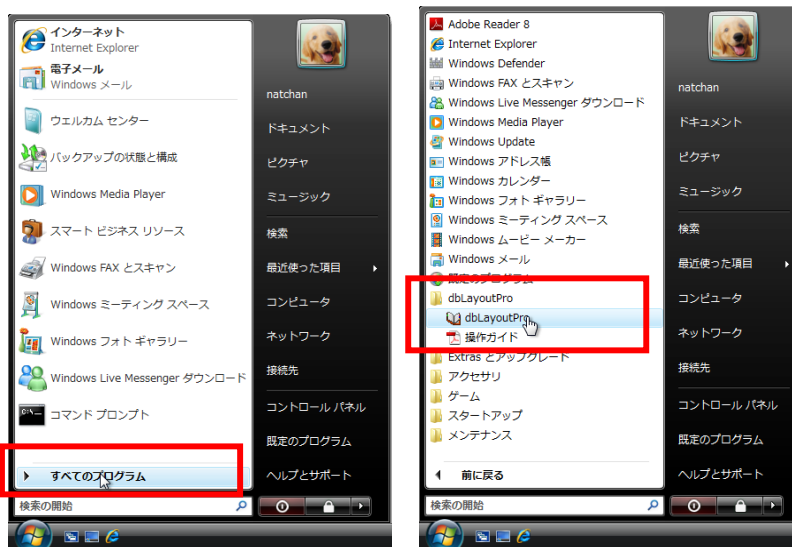 インターネット
Internet Explorer
電子メール
Windows メール
ウェルカム センター
バックアップの状態と構成
Windows Media Player
スマート ビジネス リソース
Windows FAX とスキャン
Windows ミーティング スペース
Windows フォト ギャラリー
Windows Live Messenger ダウンロード
コマンド プロンプト
すべてのプログラム
検索の開始
natchan
ドキュメント
ピクチャ
ミュージック
検索
最近使った項目
コンピュータ
ネットワーク
接続先
コントロール パネル
既定のプログラム
ヘルプとサポート
Adobe Reader 8
Internet Explorer
Windows Defender
Windows FAX とスキャン
Windows Live Messenger ダウンロード
Windows Media Player
Windows Update
Windows アドレス帳
Windows カレンダー
Windows フォト ギャラリー
Windows ミーティング スペース
Windows ムービー メーカー
Windows メール
既定のプログラム
dbLayoutPro
dbLayoutPro
操作ガイド
Extras とアップグレード
アクセサリ
ゲーム
スタートアップ
メンテナンス
前に戻る
検索の開始
natchan
ドキュメント
ピクチャ
ミュージック
検索
最近使った項目
コンピュータ
ネットワーク
接続先
コントロール パネル
既定のプログラム
ヘルプとサポート